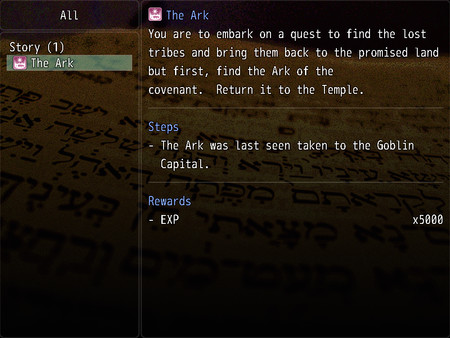 All
Story (1)
The Ark
The Ark
You are to embark on a quest to find the lost
tribes and bring them back to the promised land
but first, find the Ark of the
covenant.  Return it to the Temple.
Steps
- The Ark was last seen taken to the Goblin
Capital.
Rewards
- EXP x5000